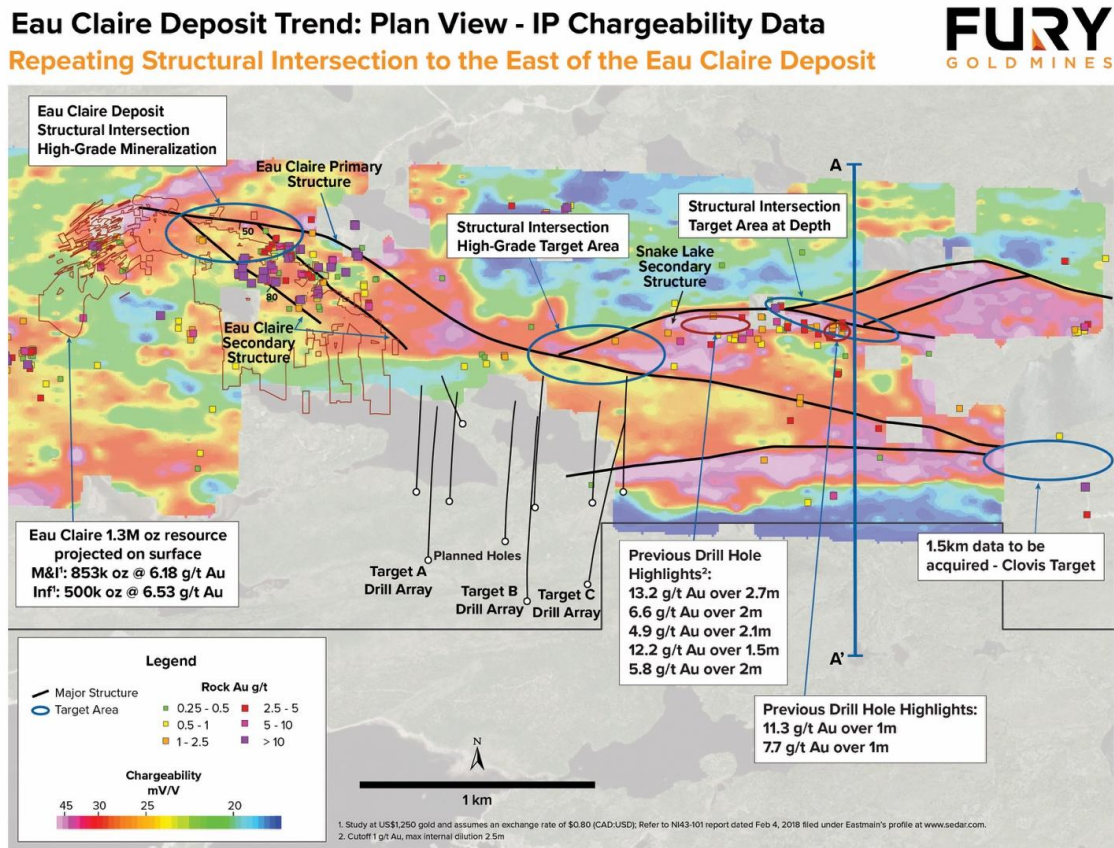 Eau Claire Deposit Trend: Plan View - IP Chargeability Data
Repeating Structural Intersection to the East of the Eau Claire Deposit
FURY
GOLD MINES
Eau Claire Deposit
Structural Intersection
High-Grade Mineralization
Eau Claire Primary
Structure
50
80
Eau Claire
Secondary
Structure
Structural Intersection
High-Grade Target Area
Snake Lake
Secondary
Structure
Structural Intersection
Target Area at Depth
A
Eau Claire 1.3M oz resource
projected on surface
M&I¹: 853k oz @ 6.18 g/t Au
Inf¹: 500k oz @ 6.53 g/t Au
Planned Holes
Target A
Drill Array
Target B
Drill Array
Target C
Drill Array
Previous Drill Hole
Highlights²:
13.2 g/t Au over 2.7m
6.6 g/t Au over 2m
4.9 g/t Au over 2.1m
12.2 g/t Au over 1.5m
5.8 g/t Au over 2m
1.5km data to be
acquired - Clovis Target
A'
Previous Drill Hole Highlights:
11.3 g/t Au over 1m
7.7 g/t Au over 1m
Legend
Major Structure
Target Area
Rock Au g/t
0.25 - 0.5
0.5 - 1
1 - 2.5
2.5 - 5
5 - 10
> 10
Chargeability
mV/V
45 30 25 20
N
1 km
1. Study at US$1,250 gold and assumes an exchange rate of $0.80 (CAD:USD); Refer to NI43-101 report dated Feb 4, 2018 filed under Eastmain's profile at www.sedar.com.
2. Cutoff 1 g/t Au, max internal dilution 2.5m